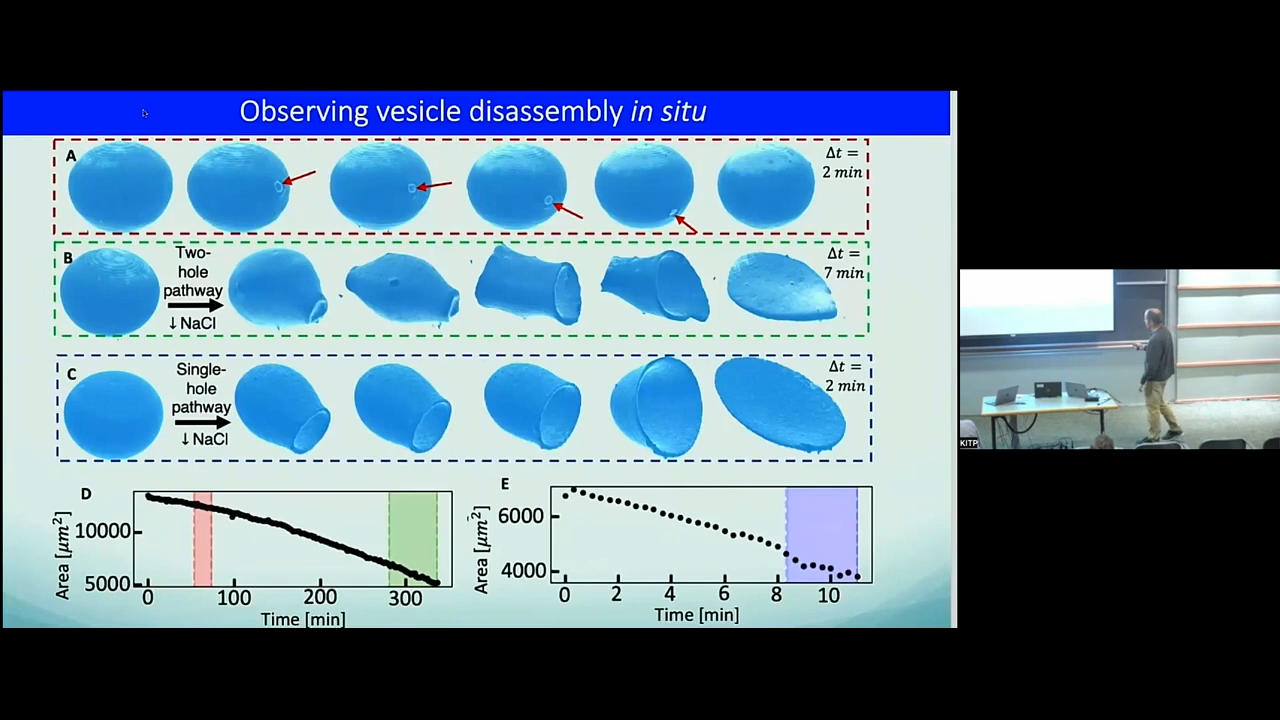 Observing vesicle disassembly in situ
A
Δt =
2 min
B
Two-
hole
pathway
↓ NaCl
Δt =
7 min
C
Single-
hole
pathway
↓ NaCl
Δt =
2 min
D
Area [μm²]
10000
5000
0 100 200 300
Time [min]
E
Area [μm²]
6000
4000
0 2 4 6 8 10
Time [min]
KITP